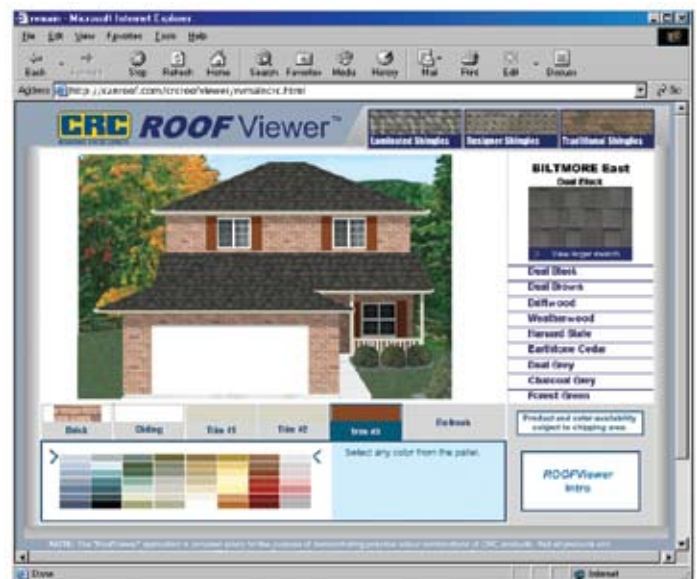 remain - Microsoft Internet Explorer
File Edit View Favorites Tools Help
Back Forward Stop Refresh Home Search Favorites Media History Mail Print Edit Discuss
Address
CRC ROOF Viewer™
Laminated Shingles Designer Shingles Traditional Shingles
BILTMORE East
Dual Black
View larger swatch
Dual Black
Dual Brown
Driftwood
Weatherwood
Harvard Slate
Earthtone Cedar
Dual Grey
Charcoal Grey
Forest Green
Brick Siding Trim #1 Trim #2 Trim #3
Product and color availability
subject to shipping area
Select any color from the pallet.
ROOFViewer
Intro
Done Internet